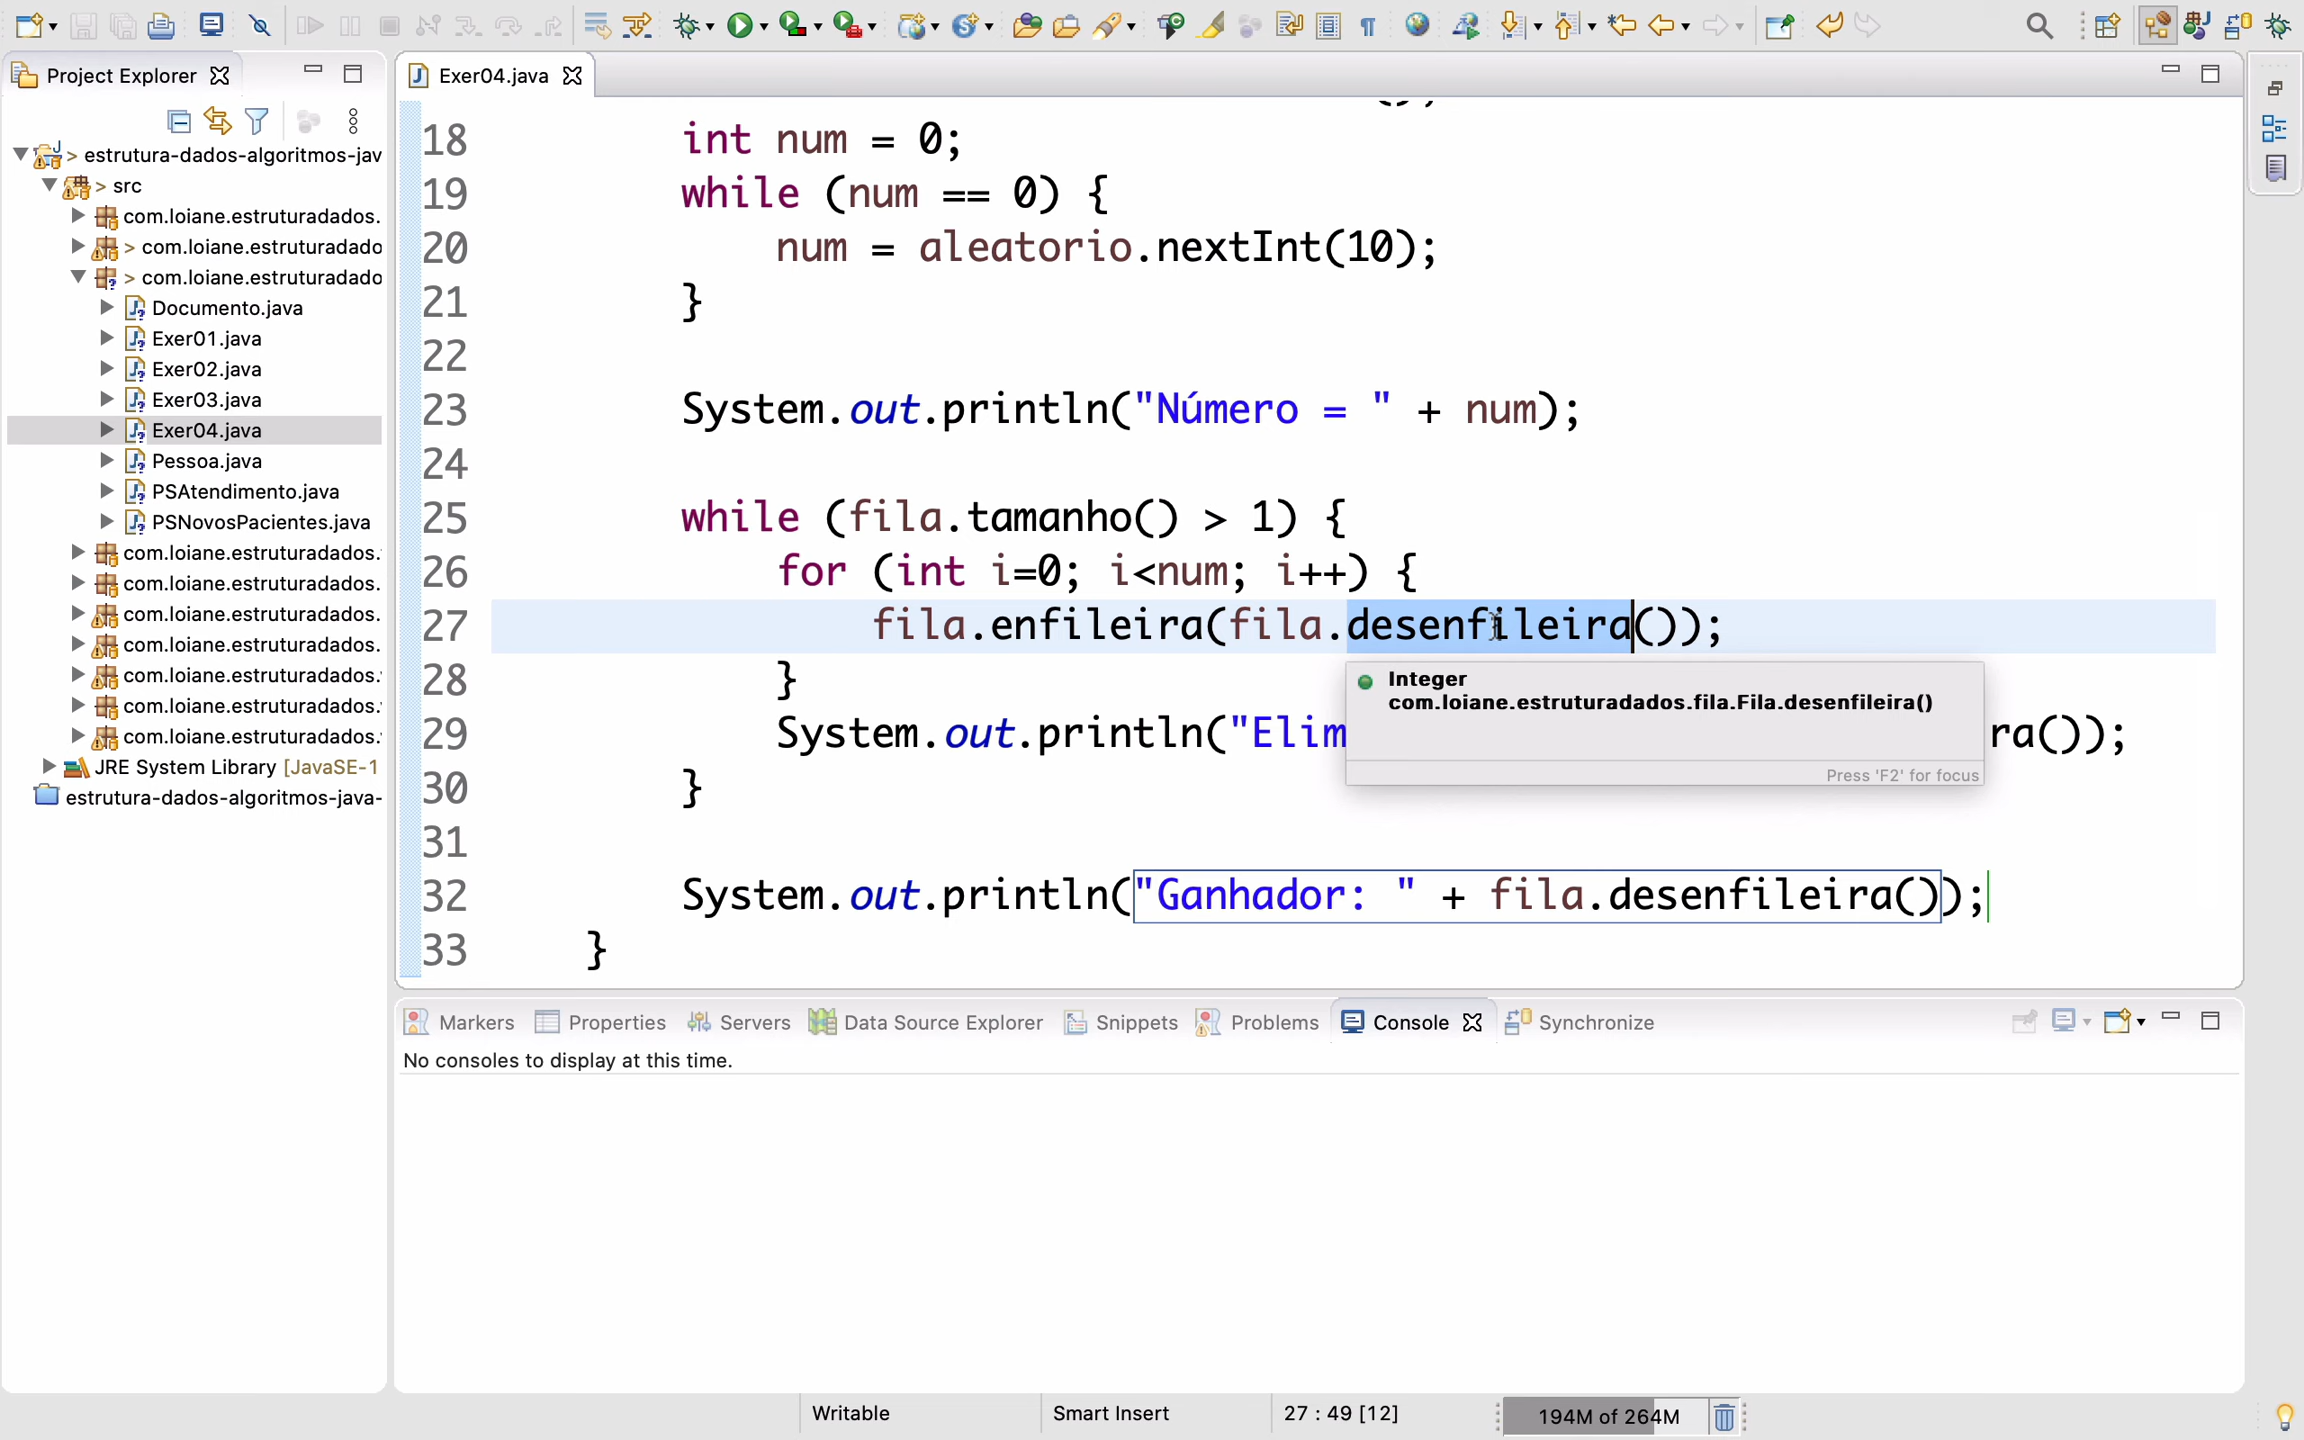 Project Explorer
> estrutura-dados-algoritmos-jav
> src
com.loiane.estruturadados.
> com.loiane.estruturadado
> com.loiane.estruturadado
Documento.java
Exer01.java
Exer02.java
Exer03.java
Exer04.java
Pessoa.java
PSAtendimento.java
PSNovosPacientes.java
com.loiane.estruturadados.
com.loiane.estruturadados.
com.loiane.estruturadados.
com.loiane.estruturadados.
com.loiane.estruturadados.
com.loiane.estruturadados.
com.loiane.estruturadados.
JRE System Library [JavaSE-1
estrutura-dados-algoritmos-java-
Exer04.java
18 int num = 0;
19 while (num == 0) {
20 num = aleatorio.nextInt(10);
21 }
22
23 System.out.println("Número = " + num);
24
25 while (fila.tamanho() > 1) {
26 for (int i=0; i<num; i++) {
27 fila.enfileira(fila.desenfileira());
28 }
29 System.out.println("Elim ra());
30 }
31
32 System.out.println("Ganhador: " + fila.desenfileira());
33 }
Integer
com.loiane.estruturadados.fila.Fila.desenfileira()
Press 'F2' for focus
Markers Properties Servers Data Source Explorer Snippets Problems Console Synchronize
No consoles to display at this time.
Writable Smart Insert 27 : 49 [12] 194M of 264M